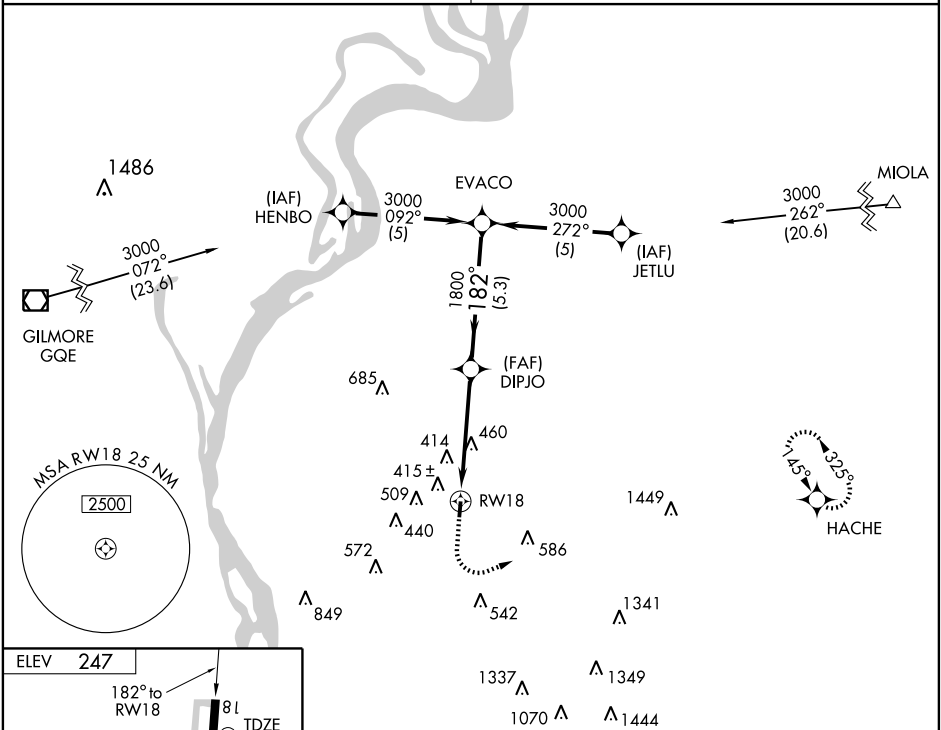 1486
(IAF)
HENBO
3000
092°
(5)
EVACO
3000
272°
(5)
(IAF)
JETLU
MIOLA
3000
262°
(20.6)
3000
072°
(23.6)
GILMORE
GQE
1800
182°
(5.3)
(FAF)
DIPJO
685
414
460
415±
509
RW18
440
572
586
1449
145°
325°
HACHE
MSA RW18 25 NM
2500
849
542
1341
1337
1349
1070
1444
ELEV 247
182° to
RW18
18
TDZE